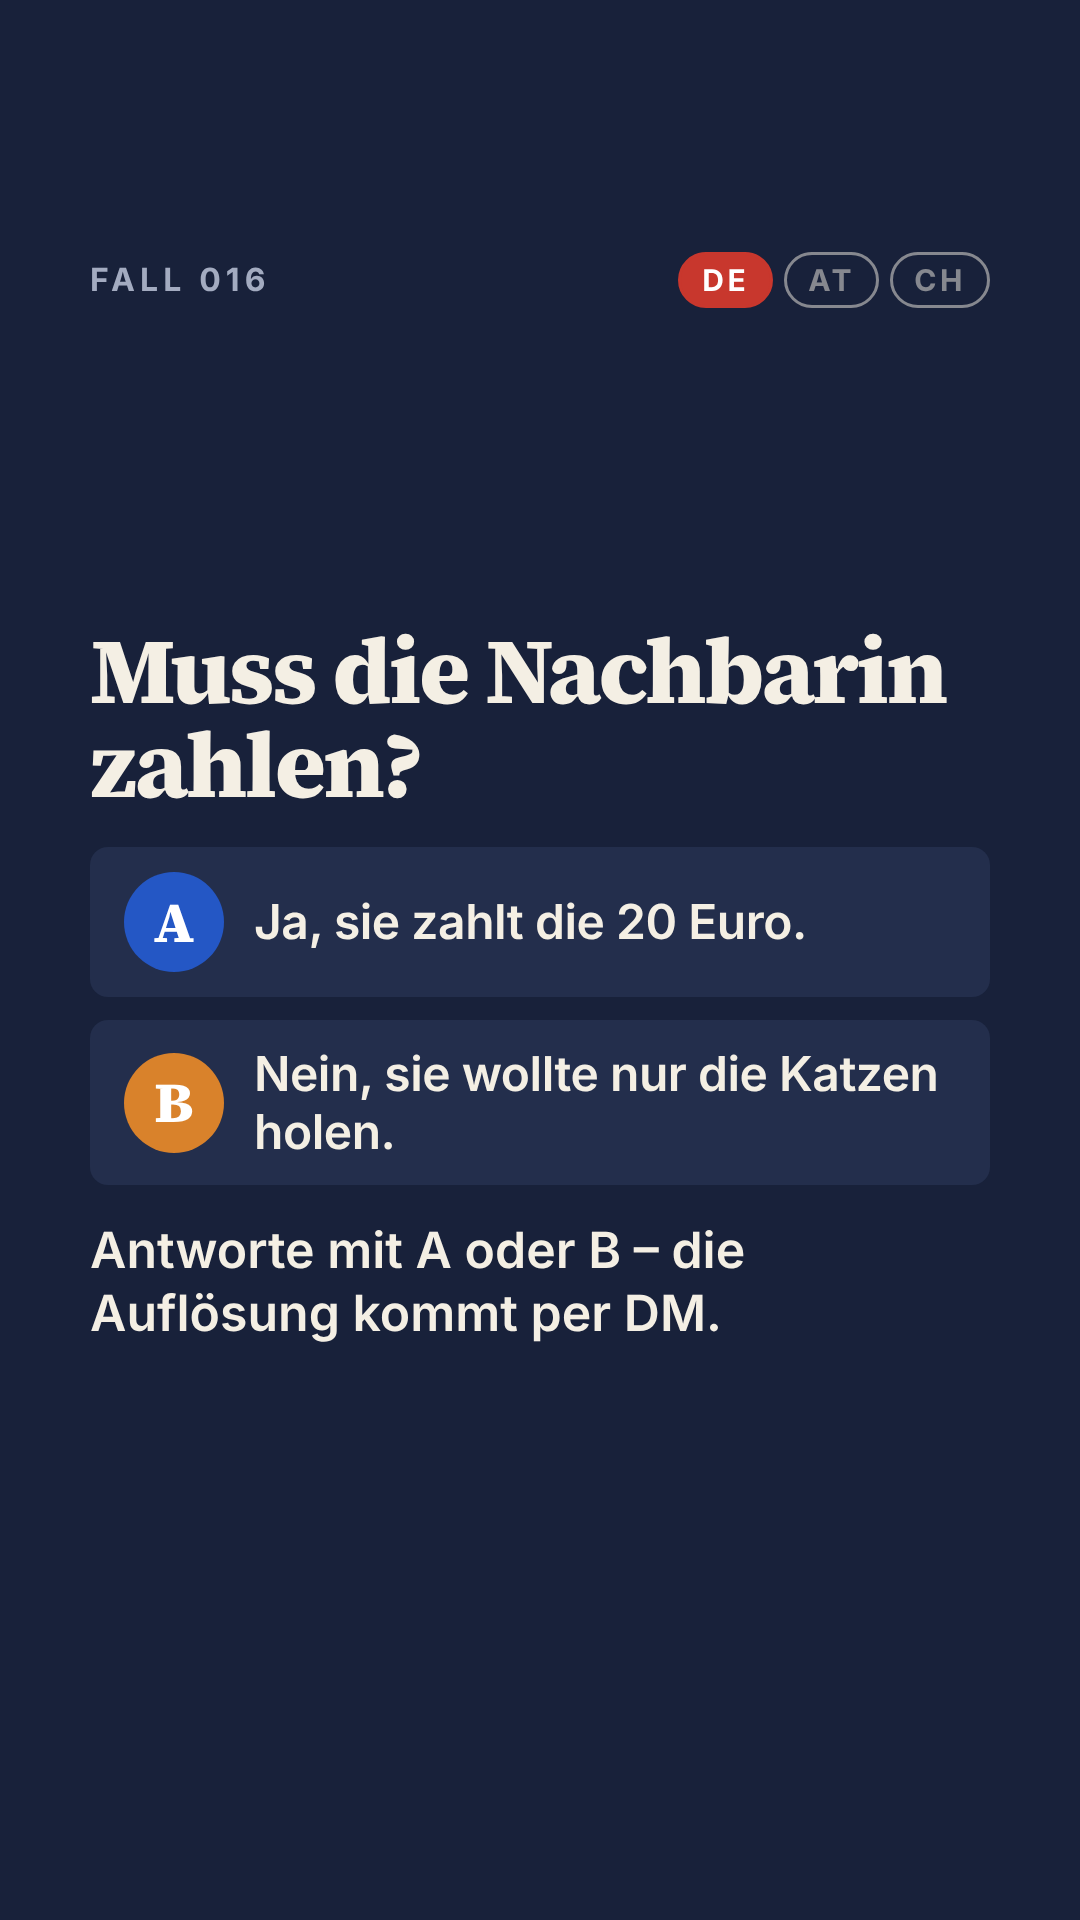 FALL 016
DE AT CH
Muss die Nachbarin
zahlen?
A Ja, sie zahlt die 20 Euro.
B Nein, sie wollte nur die Katzen
holen.
Antworte mit A oder B – die
Auflösung kommt per DM.